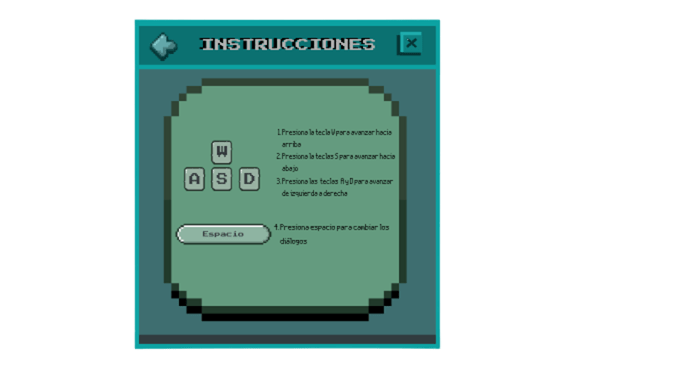 INSTRUCCIONES
W
A S D
1.Presiona la tecla W para avanzar hacia
arriba
2.Presiona la teclas S para avanzar hacia
abajo
3.Presiona las teclas A y D para avanzar
de izquierda a derecha
Espacio
4.Presiona espacio para cambiar los
diálogos